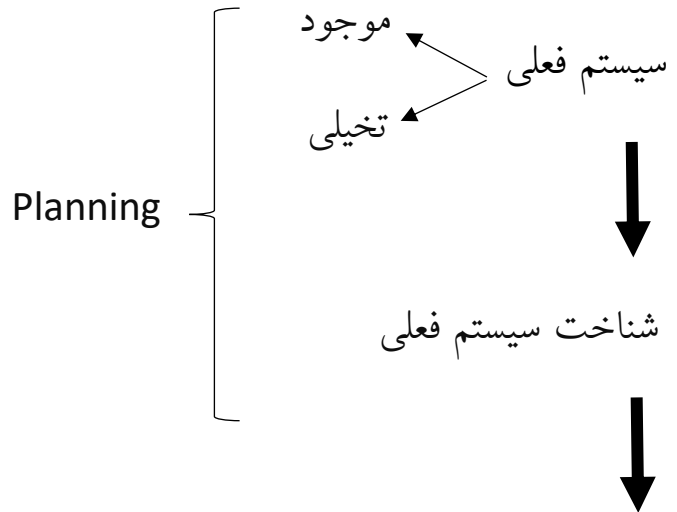 موجود
سیستم فعلی
تخیلی
Planning
شناخت سیستم فعلی